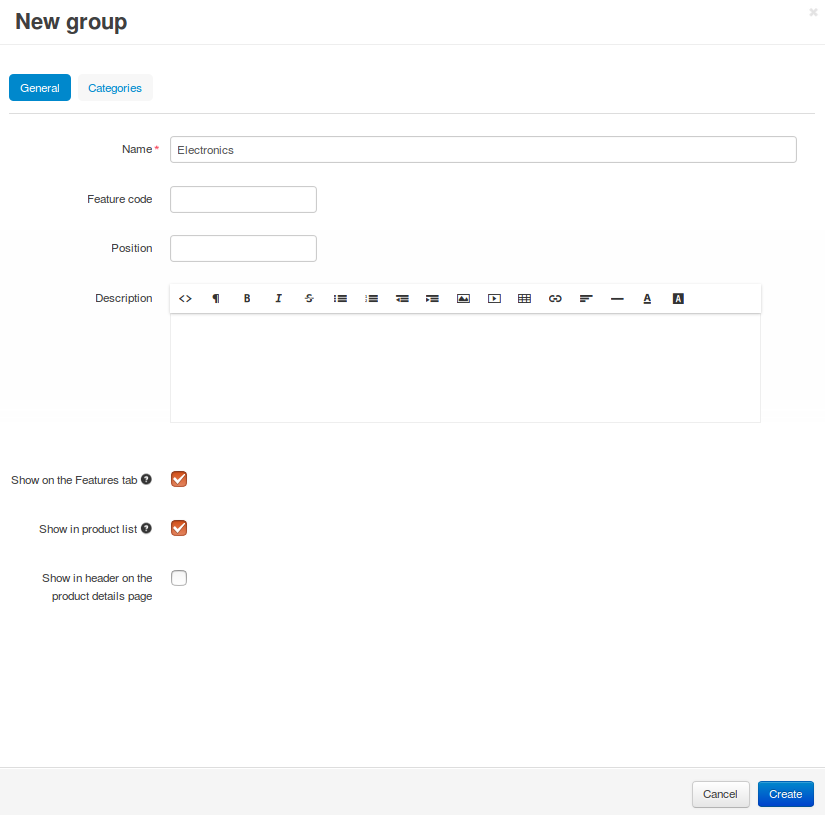 New group
General Categories
Name*
Electronics
Feature code
Position
Description
Show on the Features tab
Show in product list
Show in header on the
product details page
Cancel Create